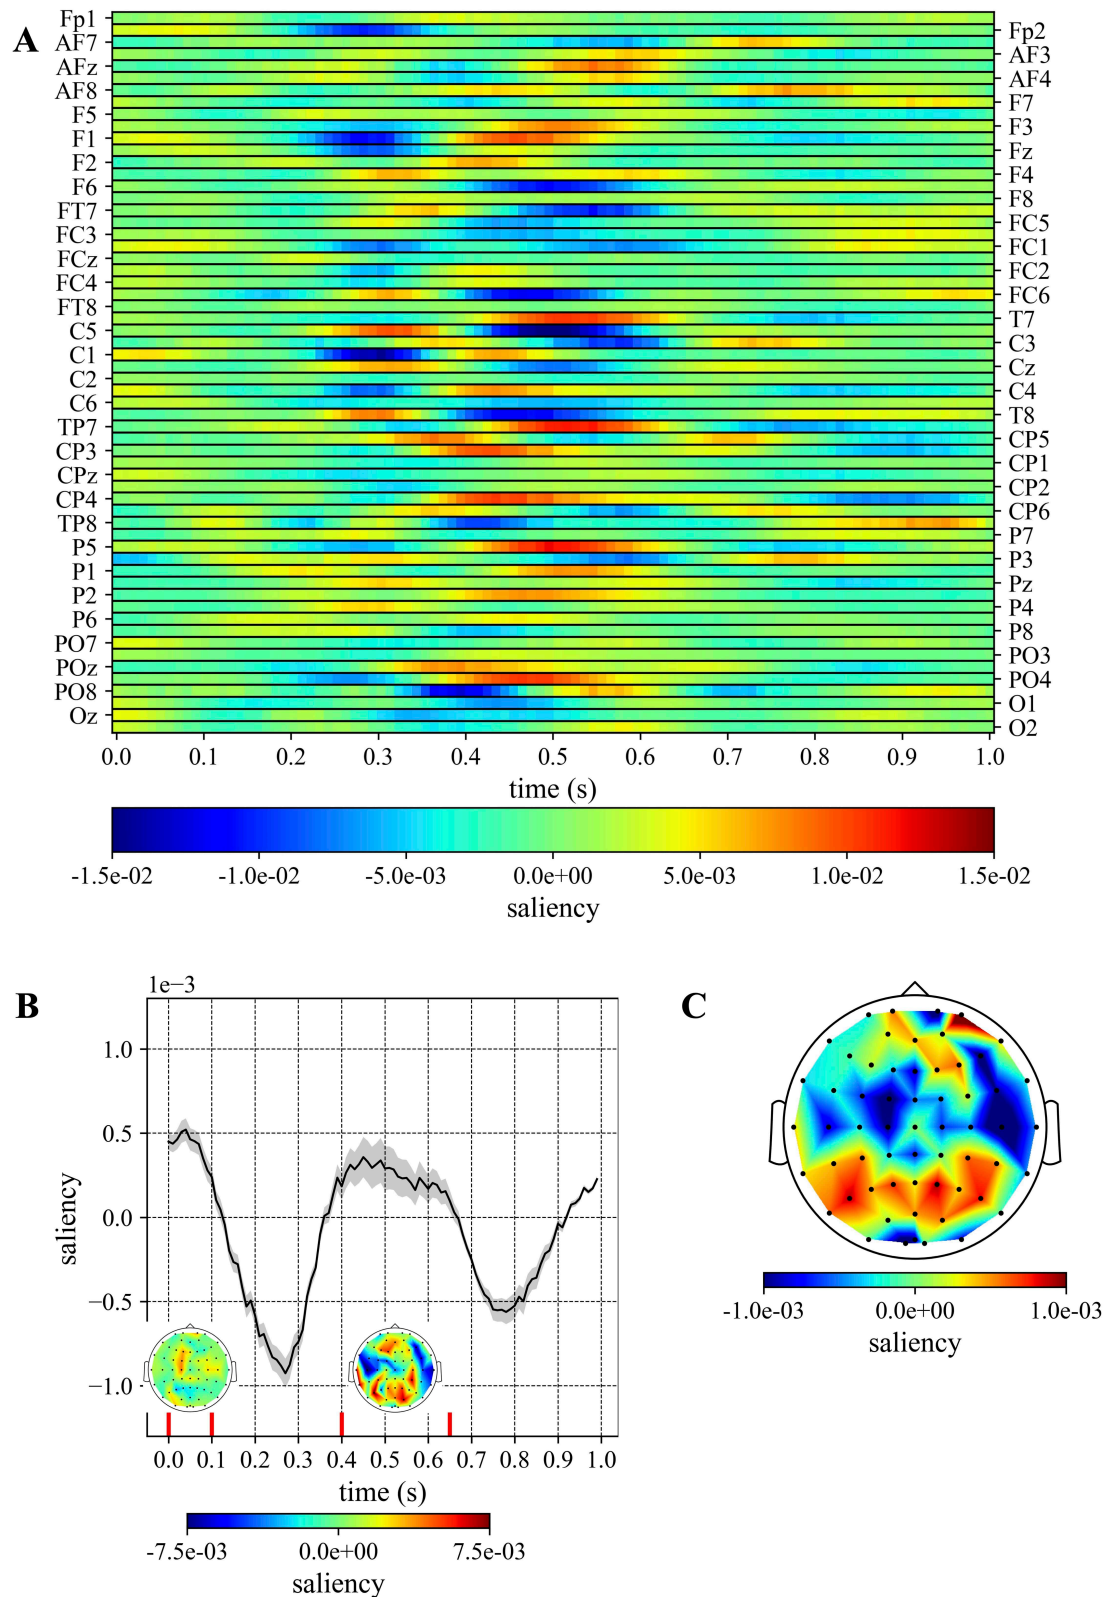 A
Fp1
Fp2
AF7
AF3
AFz
AF4
AF8
F7
F5
F3
F1
Fz
F2
F4
F6
F8
FT7
FC5
FC3
FC1
FCz
FC2
FC4
FC6
FT8
T7
C5
C3
C1
Cz
C2
C4
C6
T8
TP7
CP5
CP3
CP1
CPz
CP2
CP4
CP6
TP8
P7
P5
P3
P1
Pz
P2
P4
P6
P8
PO7
PO3
POz
PO4
PO8
O1
Oz
O2
0.0 0.1 0.2 0.3 0.4 0.5 0.6 0.7 0.8 0.9 1.0
time (s)
-1.5e-02 -1.0e-02 -5.0e-03 0.0e+00 5.0e-03 1.0e-02 1.5e-02
saliency
B
1e−3
1.0
0.5
0.0
−0.5
−1.0
saliency
0.0 0.1 0.2 0.3 0.4 0.5 0.6 0.7 0.8 0.9 1.0
time (s)
-7.5e-03 0.0e+00 7.5e-03
saliency
C
-1.0e-03 0.0e+00 1.0e-03
saliency